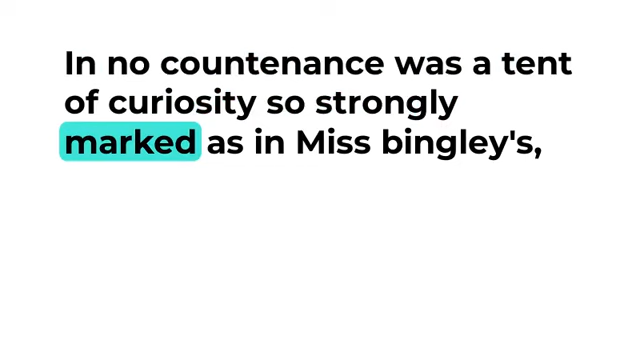 In no countenance was a tent
of curiosity so strongly
marked as in Miss bingley's,